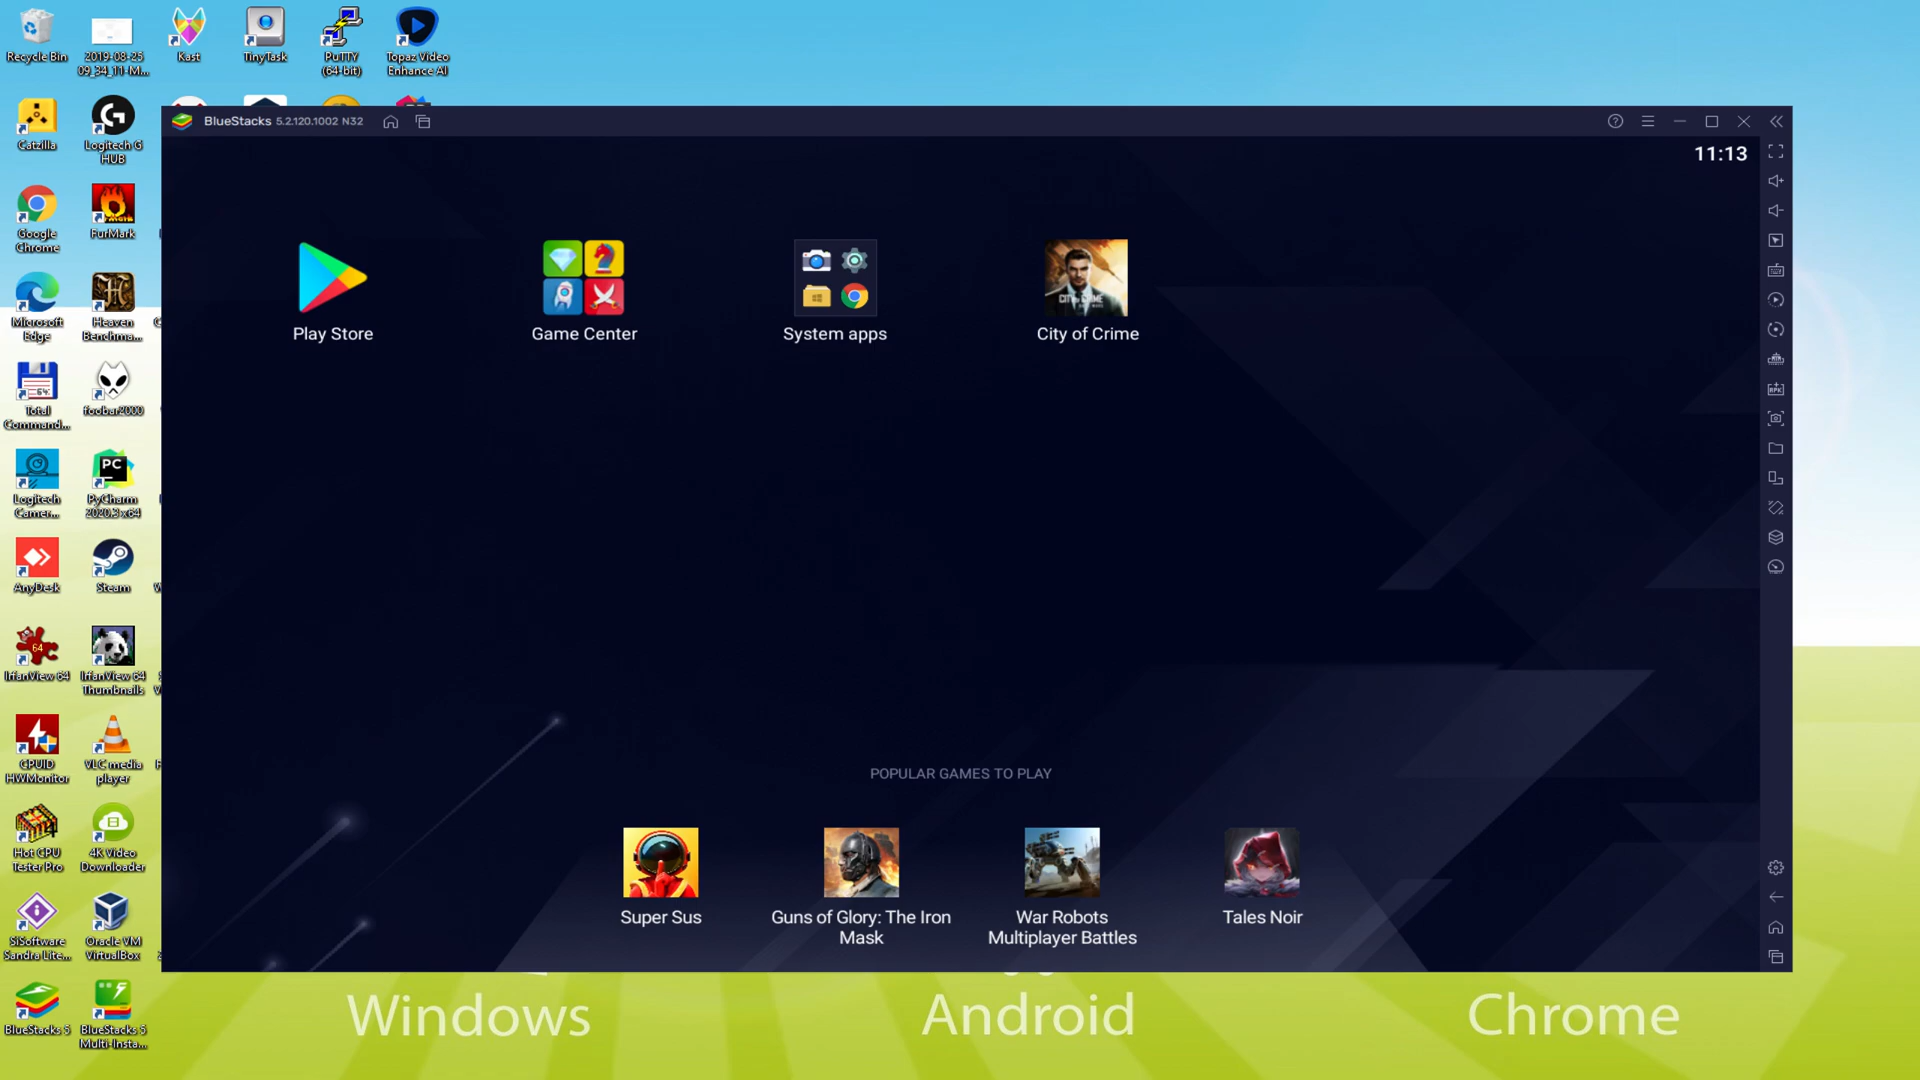 Recycle Bin
2019-08-25
09_34_11-M...
Kast
TinyTask
PuTTY
(64-bit)
Topaz Video
Enhance AI
Catzilla
Logitech G
HUB
Google
Chrome
FurMark
Microsoft
Edge
Heaven
Benchma...
Total
Command...
foobar2000
Logitech
Camer...
PC
PyCharm
2020.3 x64
AnyDesk
Steam
64
IrfanView 64
IrfanView 64
Thumbnails
CPUID
HWMonitor
VLC media
player
Hot CPU
Tester Pro
4K Video
Downloader
SiSoftware
Sandra Lite...
Oracle VM
VirtualBox
BlueStacks 5
BlueStacks 5
Multi-Insta...
BlueStacks 5.2.120.1002 N32
11:13
Play Store
Game Center
System apps
City of Crime
POPULAR GAMES TO PLAY
Super Sus
Guns of Glory: The Iron
Mask
War Robots
Multiplayer Battles
Tales Noir
Windows
Android
Chrome